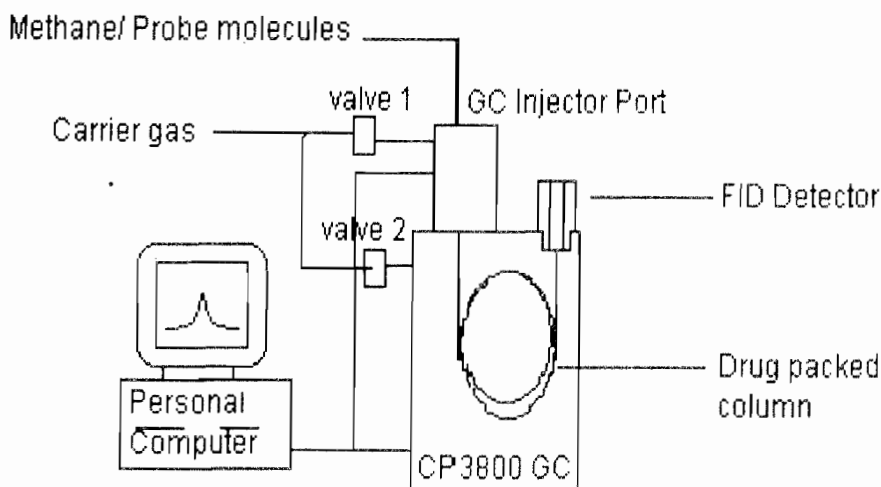 Methane/ Probe molecules
valve 1
GC Injector Port
Carrier gas
FID Detector
valve 2
Drug packed
column
Personal
Computer
CP3800 GC